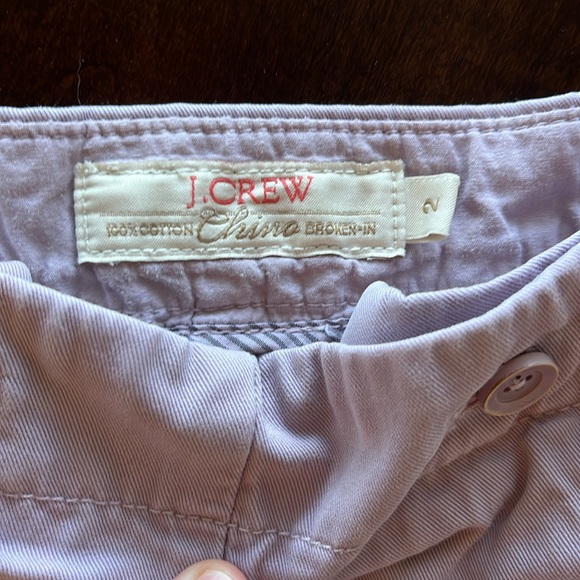 J.CREW
100% COTTON Chino BROKEN-IN
2